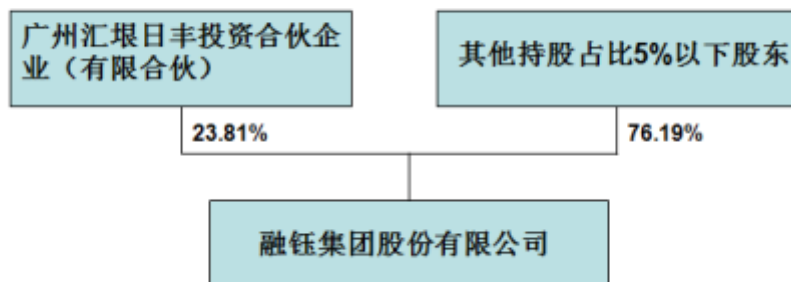 广州汇垠日丰投资合伙企
业（有限合伙）
其他持股占比5%以下股东
23.81%
76.19%
融钰集团股份有限公司